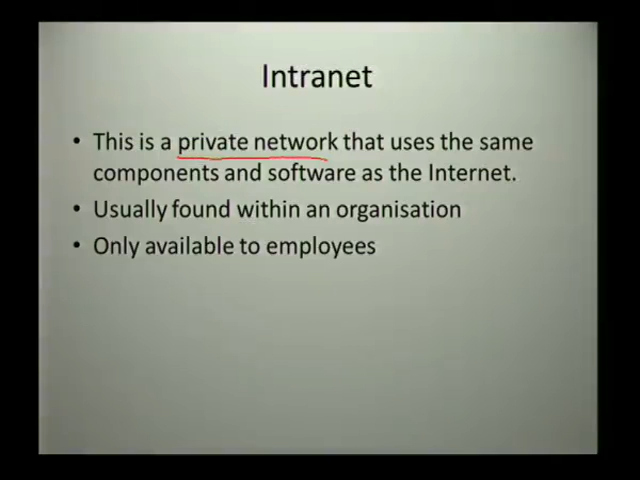 Intranet
• This is a private network that uses the same
components and software as the Internet.
• Usually found within an organisation
• Only available to employees